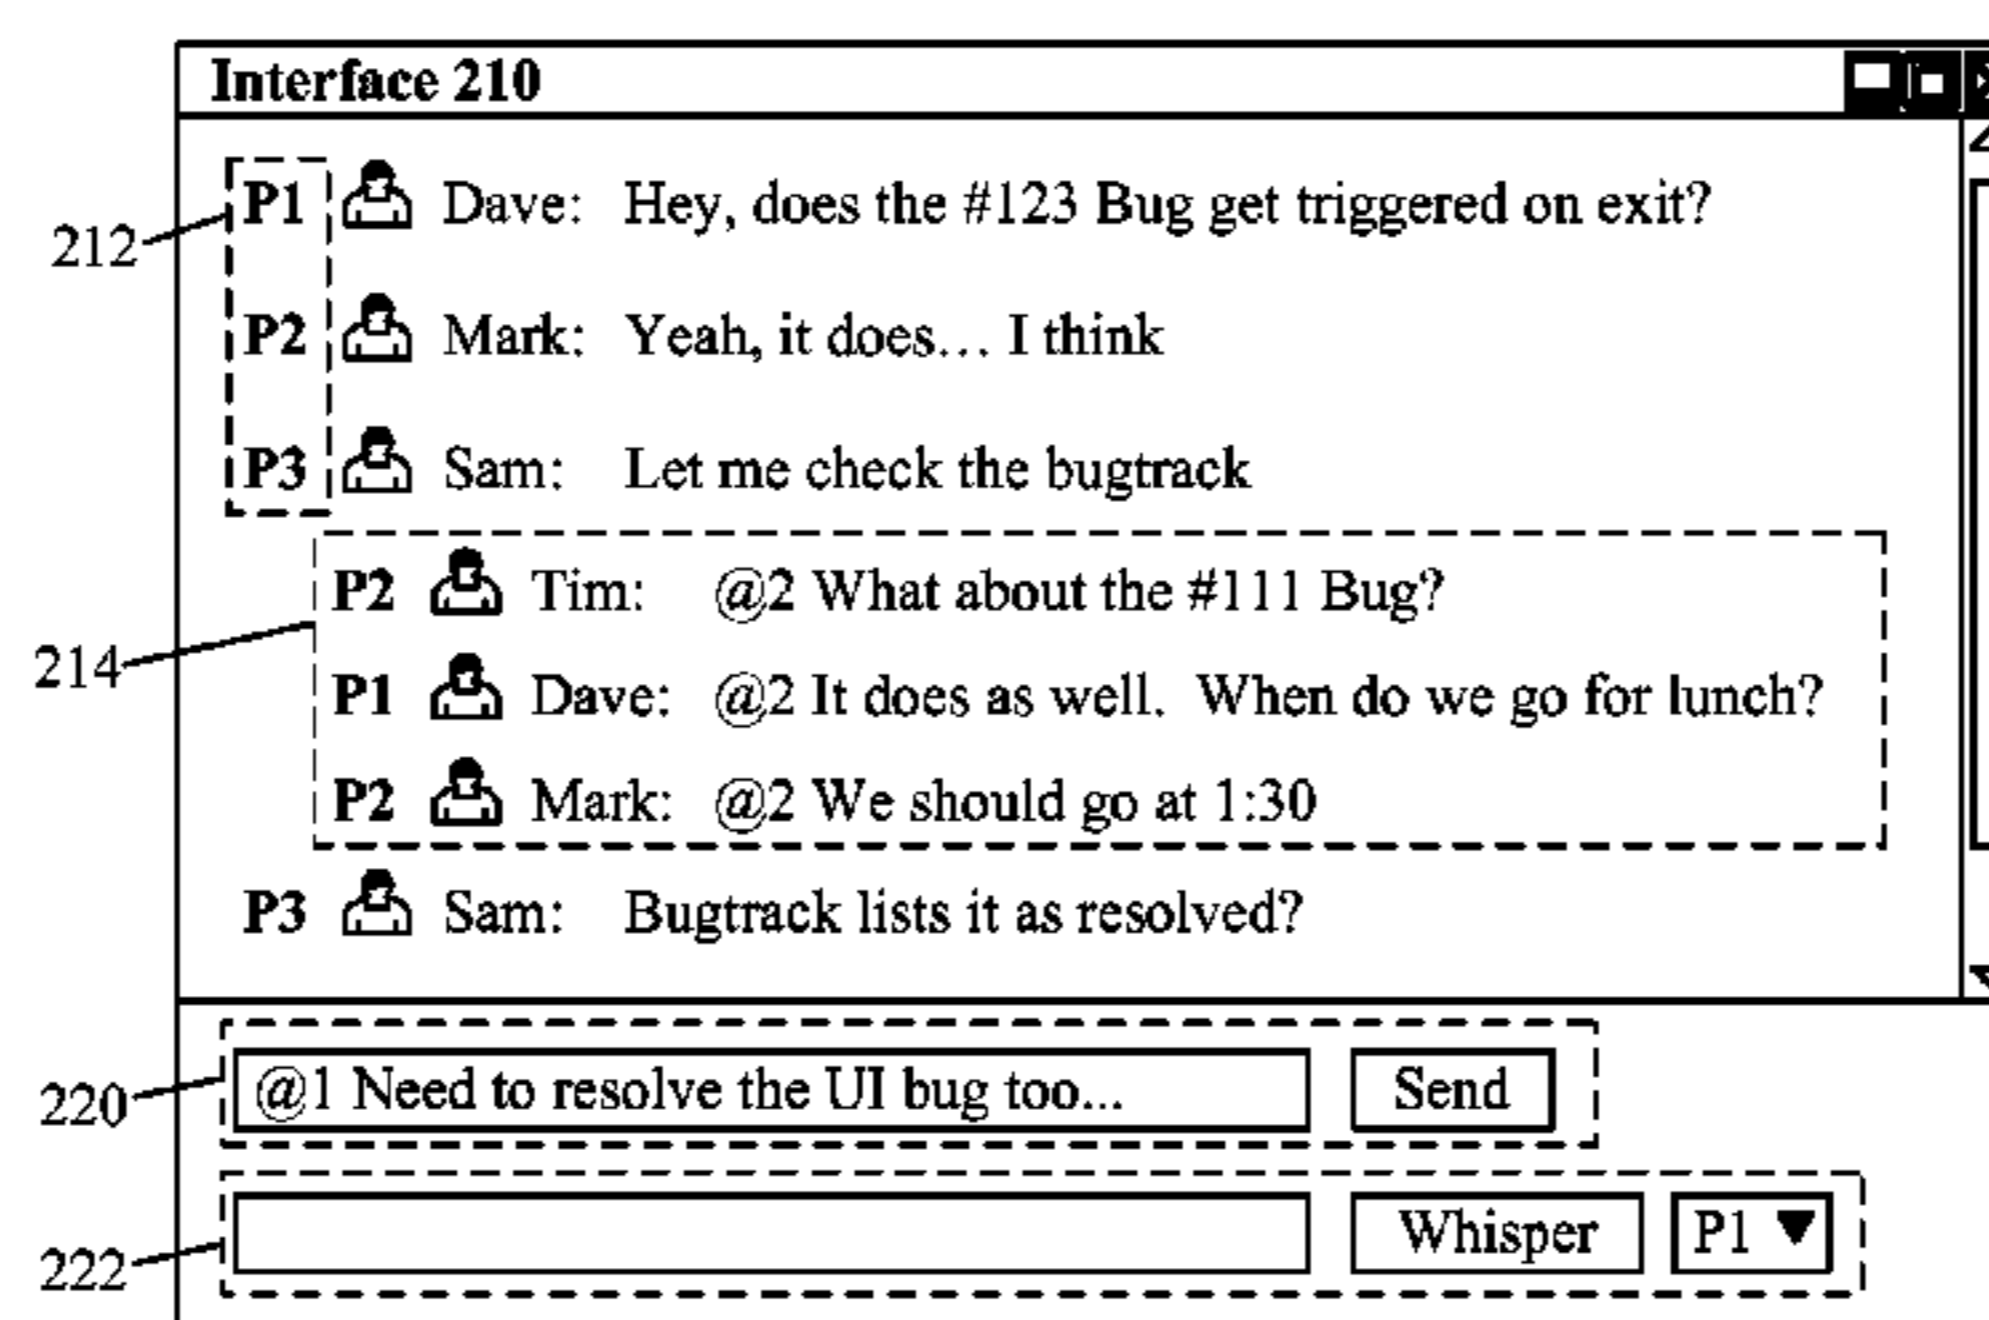 Interface 210
212
P1 Dave: Hey, does the #123 Bug get triggered on exit?
P2 Mark: Yeah, it does... I think
P3 Sam: Let me check the bugtrack
214
P2 Tim: @2 What about the #111 Bug?
P1 Dave: @2 It does as well. When do we go for lunch?
P2 Mark: @2 We should go at 1:30
P3 Sam: Bugtrack lists it as resolved?
220
@1 Need to resolve the UI bug too... Send
222
Whisper P1